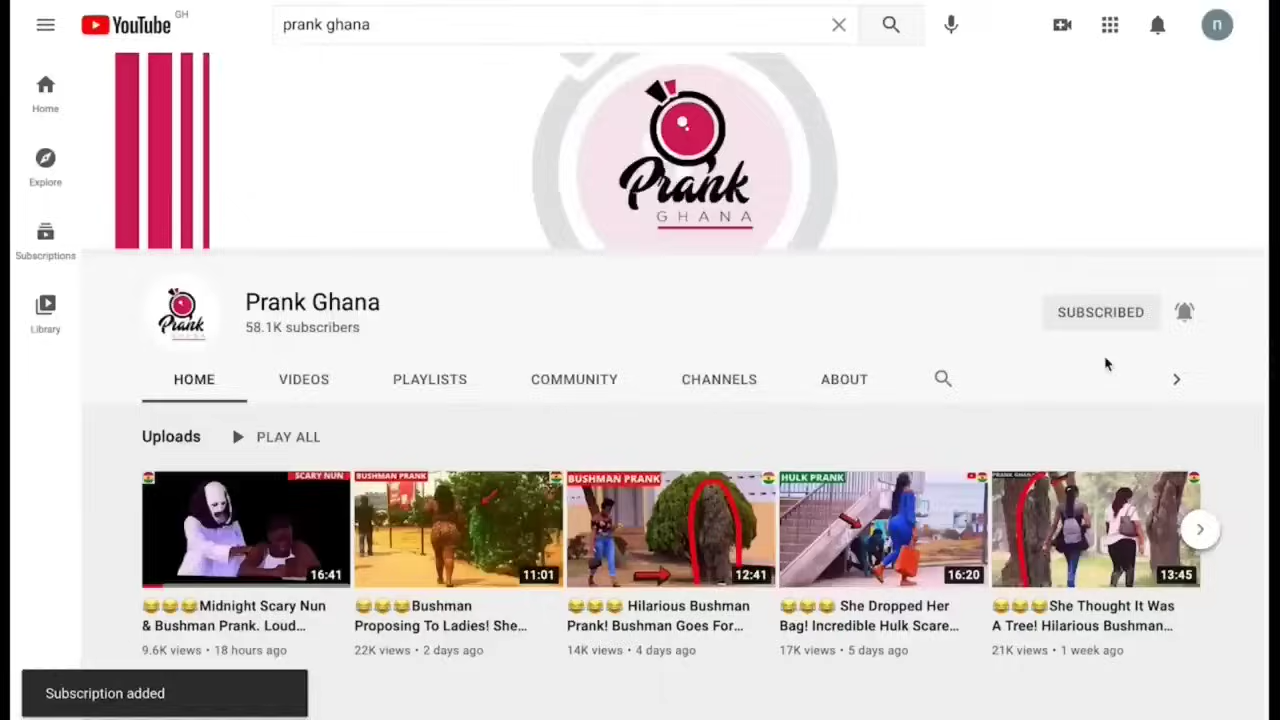 YouTube GH
prank ghana
n
Home
Explore
Subscriptions
Library
Prank
GHANA
Prank
GHANA
Prank Ghana
58.1K subscribers
SUBSCRIBED
HOME VIDEOS PLAYLISTS COMMUNITY CHANNELS ABOUT
Uploads PLAY ALL
SCARY NUN
16:41
BUSHMAN PRANK
11:01
BUSHMAN PRANK
12:41
HULK PRANK
16:20
PRANK GHANA
13:45
😂😂😂Midnight Scary Nun
& Bushman Prank. Loud...
9.6K views • 18 hours ago
😂😂😂Bushman
Proposing To Ladies! She...
22K views • 2 days ago
😂😂😂 Hilarious Bushman
Prank! Bushman Goes For...
14K views • 4 days ago
😂😂😂 She Dropped Her
Bag! Incredible Hulk Scare...
17K views • 5 days ago
😂😂😂She Thought It Was
A Tree! Hilarious Bushman...
21K views • 1 week ago
Subscription added